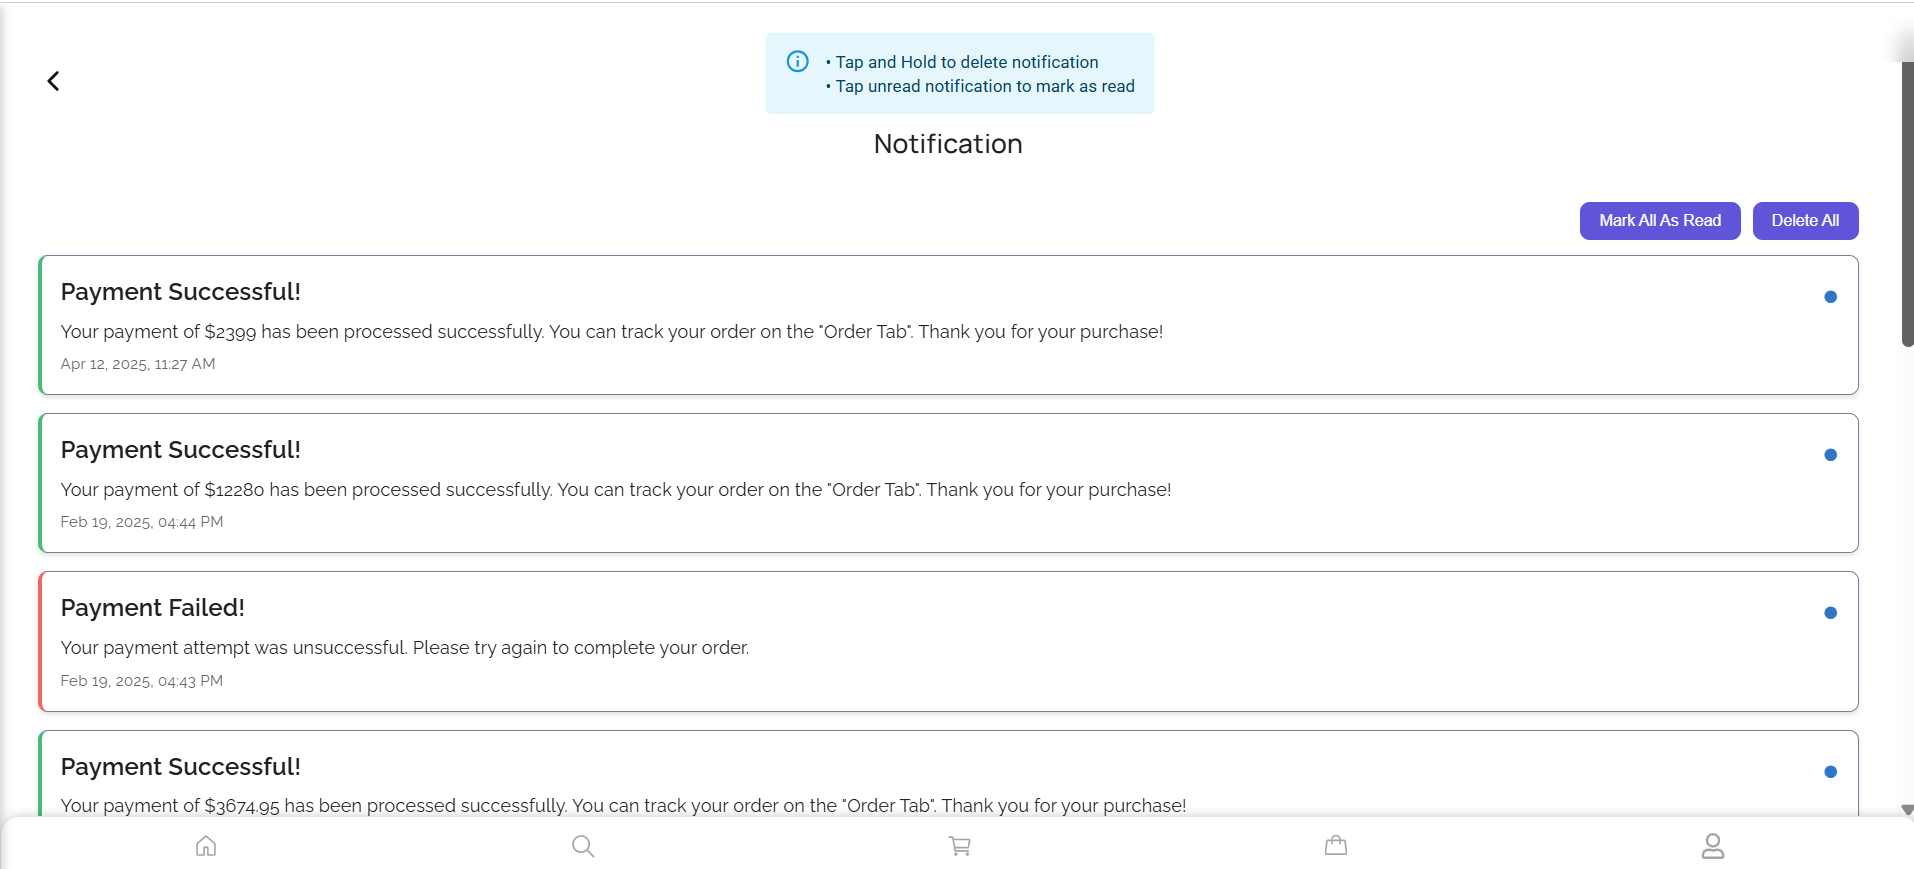 • Tap and Hold to delete notification
• Tap unread notification to mark as read
Notification
Mark All As Read
Delete All
Payment Successful!
Your payment of $2399 has been processed successfully. You can track your order on the "Order Tab". Thank you for your purchase!
Apr 12, 2025, 11:27 AM
Payment Successful!
Your payment of $12280 has been processed successfully. You can track your order on the "Order Tab". Thank you for your purchase!
Feb 19, 2025, 04:44 PM
Payment Failed!
Your payment attempt was unsuccessful. Please try again to complete your order.
Feb 19, 2025, 04:43 PM
Payment Successful!
Your payment of $3674.95 has been processed successfully. You can track your order on the "Order Tab". Thank you for your purchase!